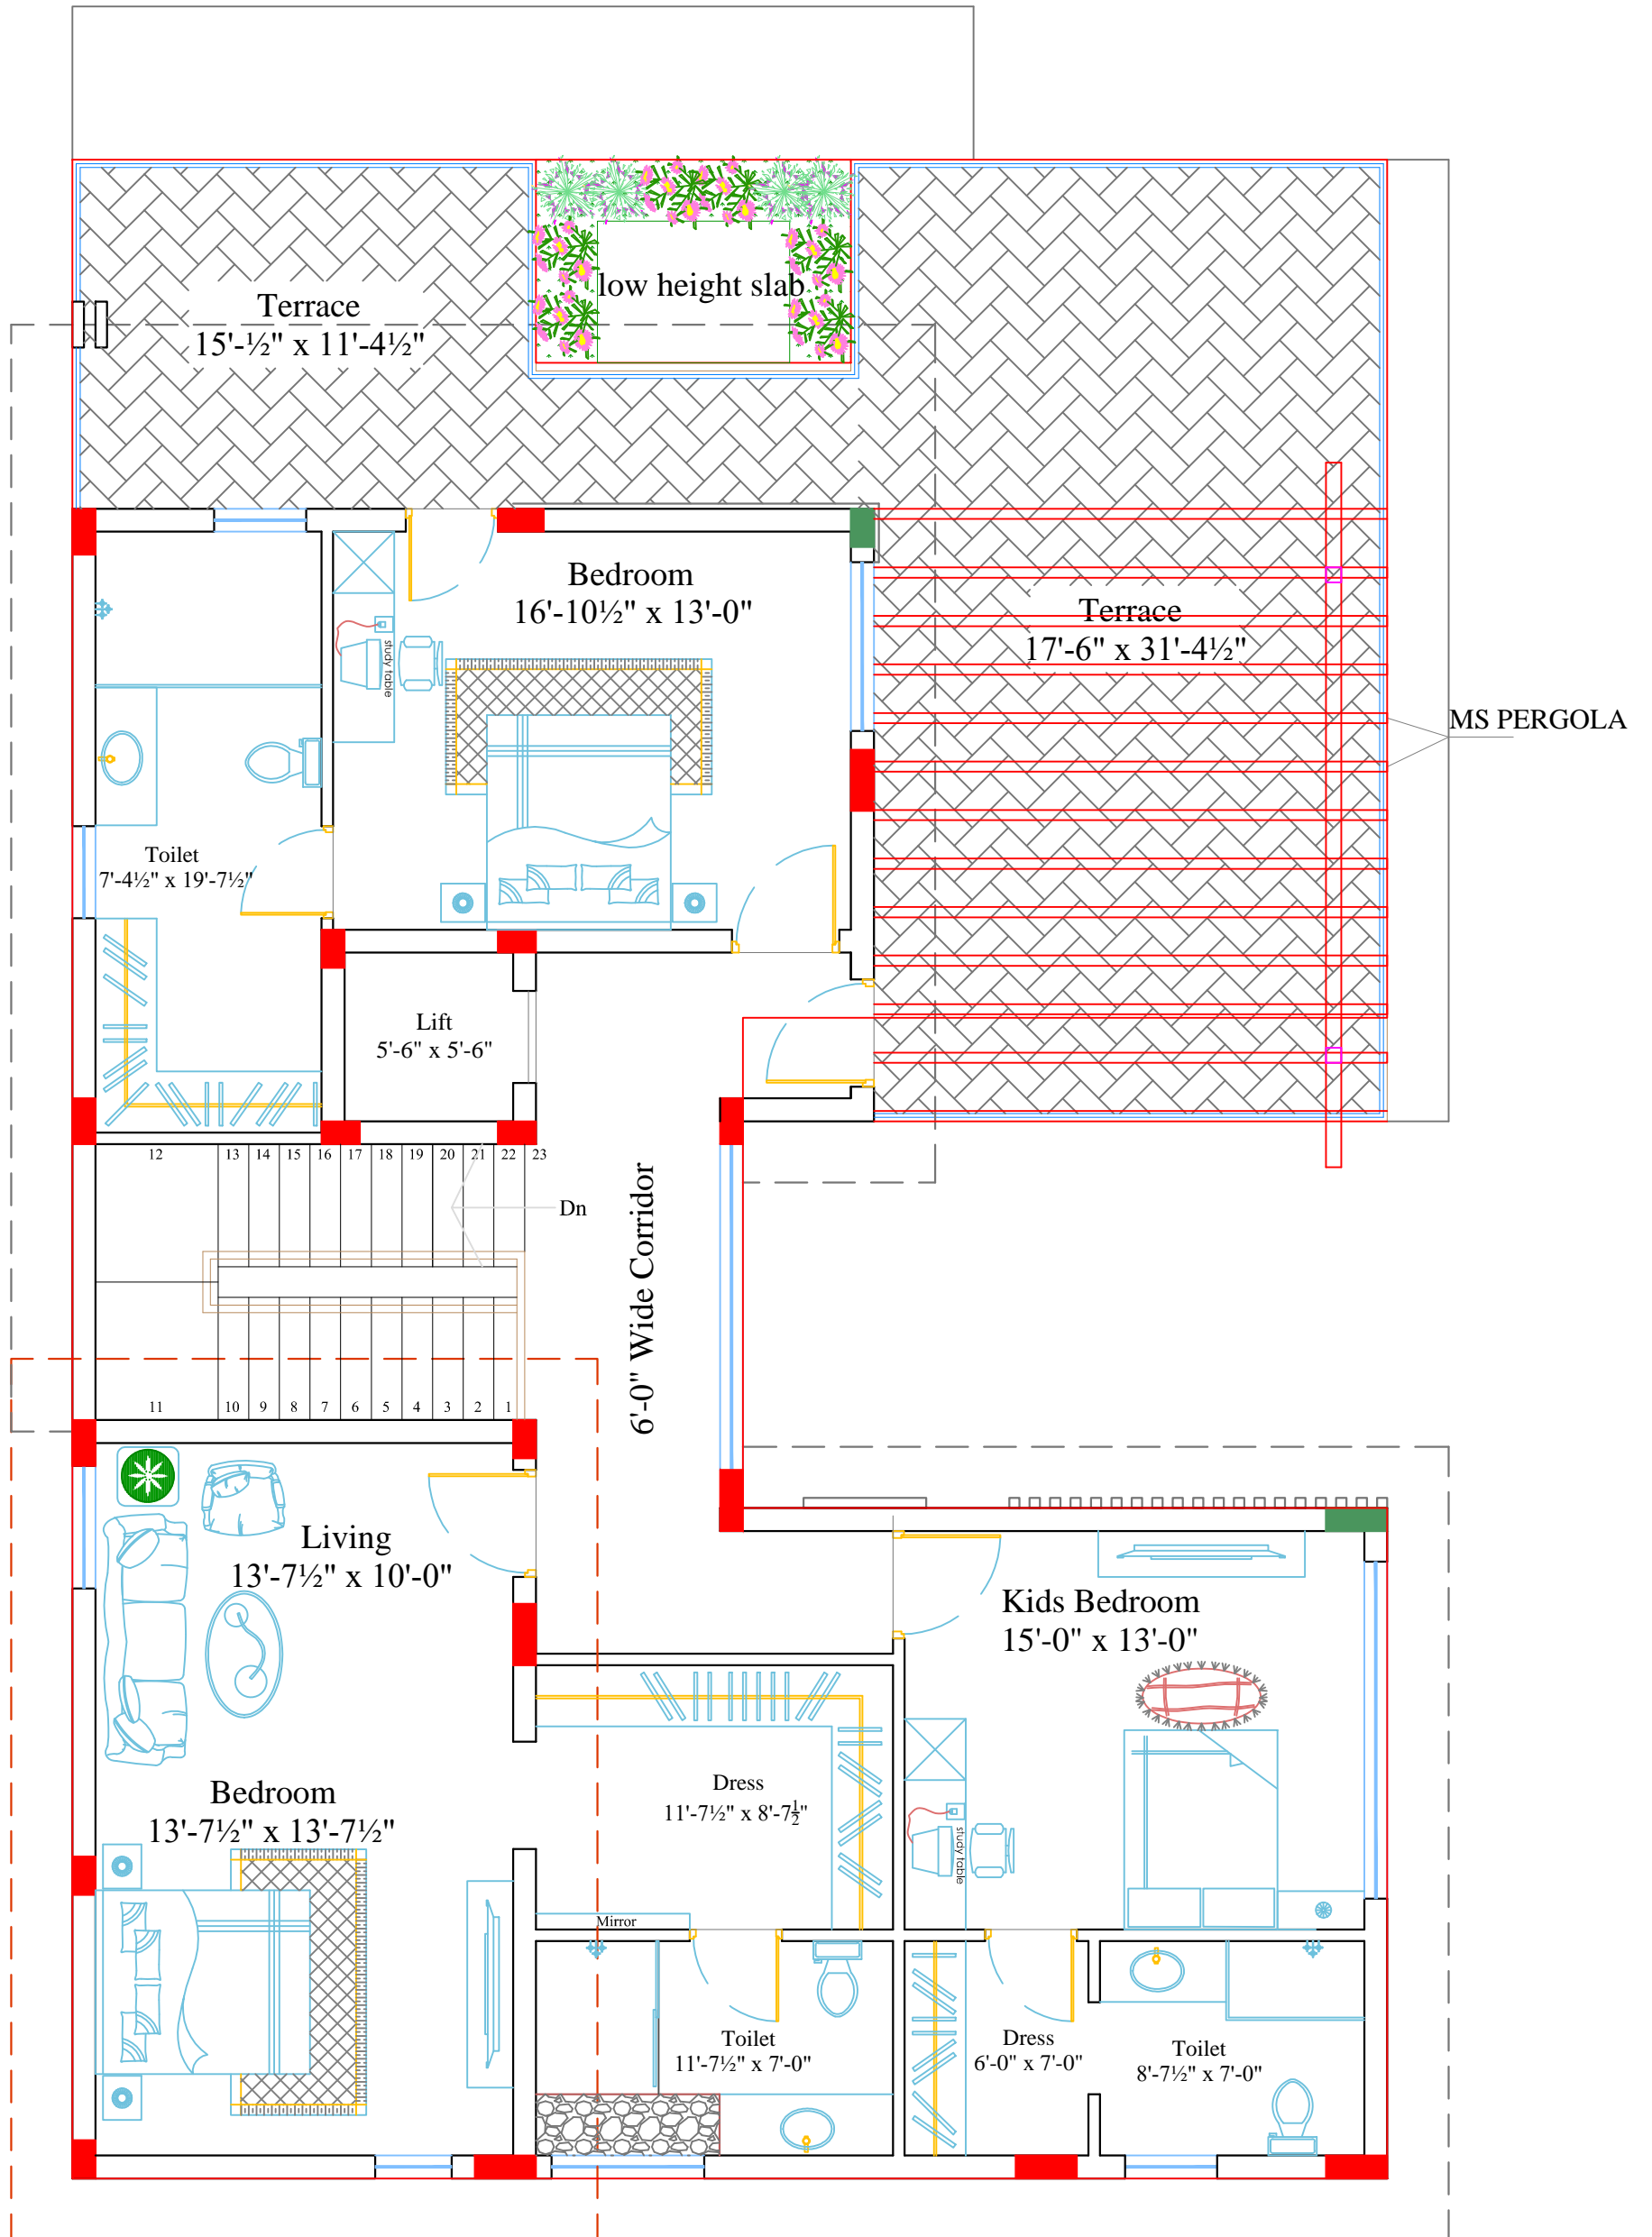 low height slab
Terrace
15'-½" x 11'-4½"
Bedroom
16'-10½" x 13'-0"
Terrace
17'-6" x 31'-4½"
study table
MS PERGOLA
Toilet
7'-4½" x 19'-7½"
Lift
5'-6" x 5'-6"
12 13 14 15 16 17 18 19 20 21 22 23
Dn
6'-0" Wide Corridor
11 10 9 8 7 6 5 4 3 2 1
Living
13'-7½" x 10'-0"
Kids Bedroom
15'-0" x 13'-0"
Bedroom
13'-7½" x 13'-7½"
Dress
11'-7½" x 8'-7½"
study table
Mirror
Toilet
11'-7½" x 7'-0"
Dress
6'-0" x 7'-0"
Toilet
8'-7½" x 7'-0"